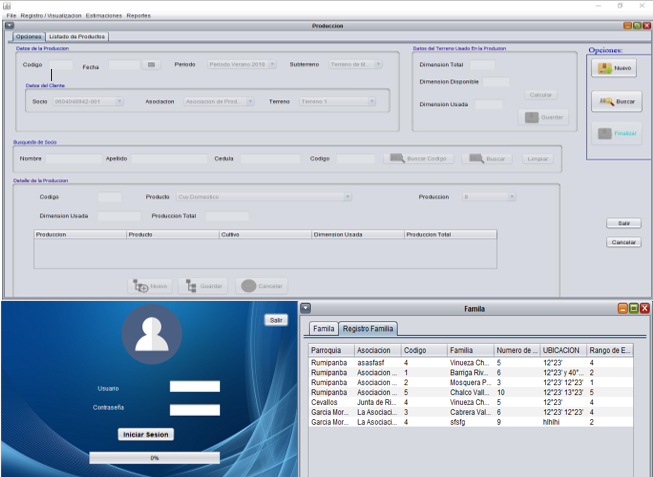 File Registro / Visualizacion Estimaciones Reportes
Produccion
Opciones Listado de Productos
Datos de la Produccion
Codigo Fecha Periodo Periodo Verano 2018 Subterreno Terreno de M...
Datos del Cliente
Socio 0604048942-001 Asociacion Asociacion de Prod... Terreno Terreno 1
Datos del Terreno Usado En la Produccion
Dimension Total
Dimension Disponible
Calcular
Dimension Usada
Guardar
Opciones:
Nuevo
Buscar
Finalizar
Busqueda de Socio
Nombre Apellido Cedula Codigo Buscar Codigo Buscar Limpiar
Detalle de la Produccion
Codigo Producto Cuy Domestico Produccion
Dimension Usada Produccion Total
Produccion Producto Cultivo Dimension Usada Produccion Total
Nuevo Guardar Cancelar
Salir
Cancelar
Salir
Usuario
Contraseña
Iniciar Sesion
0%
Famila
Famila Registro Familia
Parroquia Asociacion Codigo Familia Numero de ... UBICACION Rango de E...
Rumipanba asasfasf 4 Vinueza Ch... 5 12°23' 4
Rumipanba Asociacion ... 1 Barriga Riv... 6 12°23' y 40°... 2
Rumipanba Asociacion ... 2 Mosquera P... 3 12°23' 12°23' 1
Rumipanba Asociacion ... 5 Chalco Vall... 10 12°23' 13°23' 5
Cevallos Junta de Ri... 4 Vinueza Ch... 5 12°23' 4
Garcia Mor... La Asociaci... 3 Cabrera Val... 6 12°23' 12°23' 4
Garcia Mor... La Asociaci... 4 sfsfg 9 hlhlhi 2